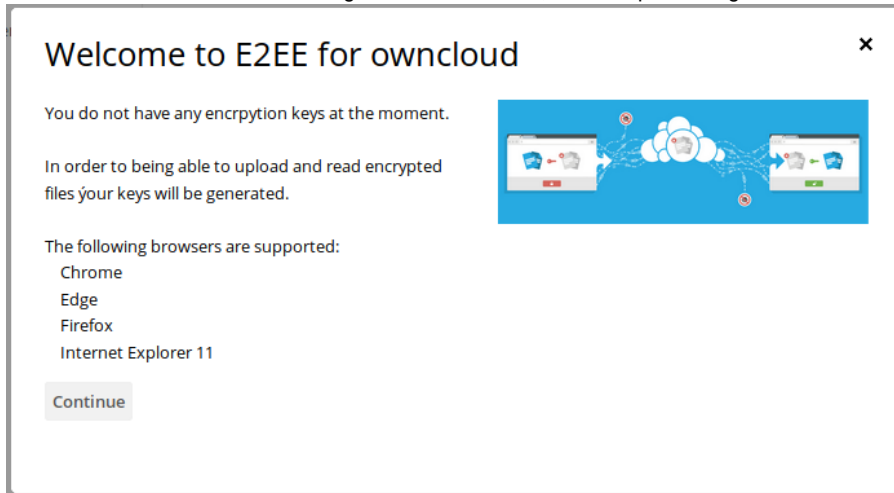 Welcome to E2EE for owncloud
You do not have any encrpytion keys at the moment.
In order to being able to upload and read encrypted
files ýour keys will be generated.
The following browsers are supported:
Chrome
Edge
Firefox
Internet Explorer 11
Continue